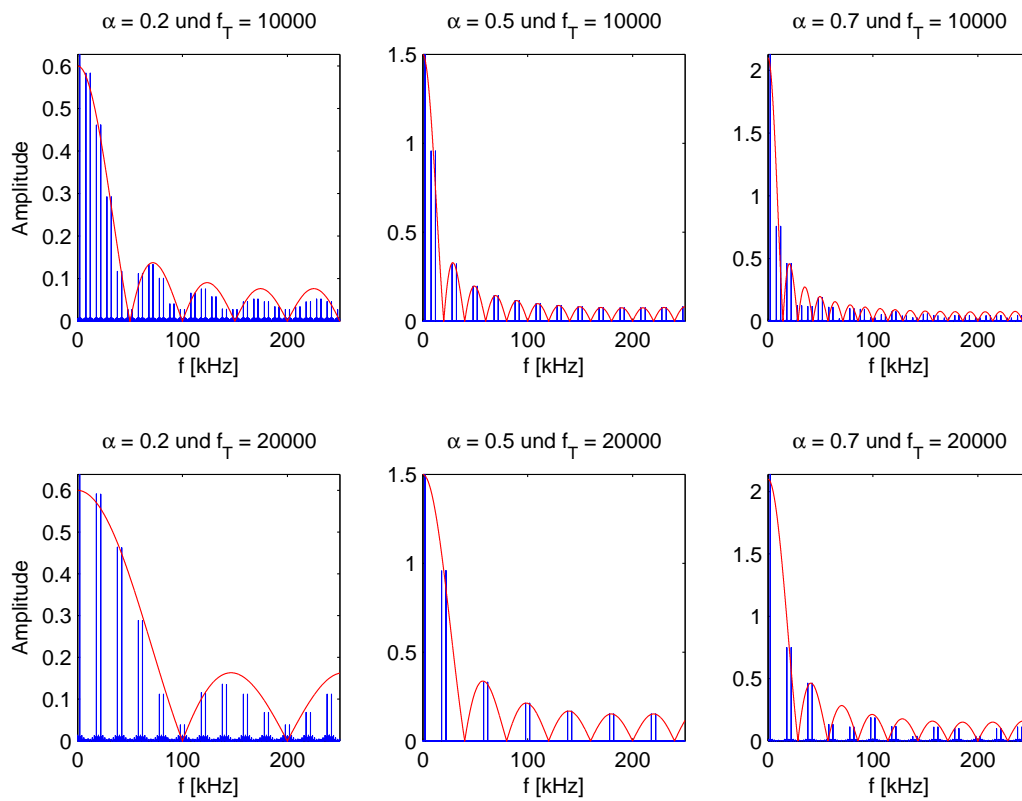 α = 0.2 und f_T = 10000
0.6
0.5
0.4
0.3
0.2
0.1
0
Amplitude
0 100 200
f [kHz]
α = 0.5 und f_T = 10000
1.5
1
0.5
0
0 100 200
f [kHz]
α = 0.7 und f_T = 10000
2
1.5
1
0.5
0
0 100 200
f [kHz]
α = 0.2 und f_T = 20000
0.6
0.5
0.4
0.3
0.2
0.1
0
Amplitude
0 100 200
f [kHz]
α = 0.5 und f_T = 20000
1.5
1
0.5
0
0 100 200
f [kHz]
α = 0.7 und f_T = 20000
2
1.5
1
0.5
0
0 100 200
f [kHz]